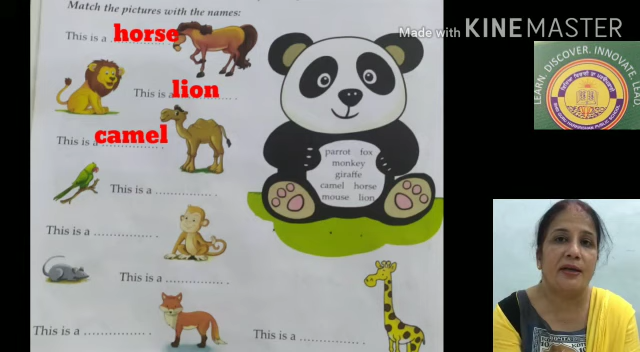 Match the pictures with the names:
Made with KINEMASTER
This is a horse
This is a lion .
This is a camel .
parrot fox
monkey
giraffe
camel horse
mouse lion
This is a .............. .
This is a .............. .
This is a .............. .
This is a .............. .
This is a .............. .
LEARN. DISCOVER. INNOVATE.